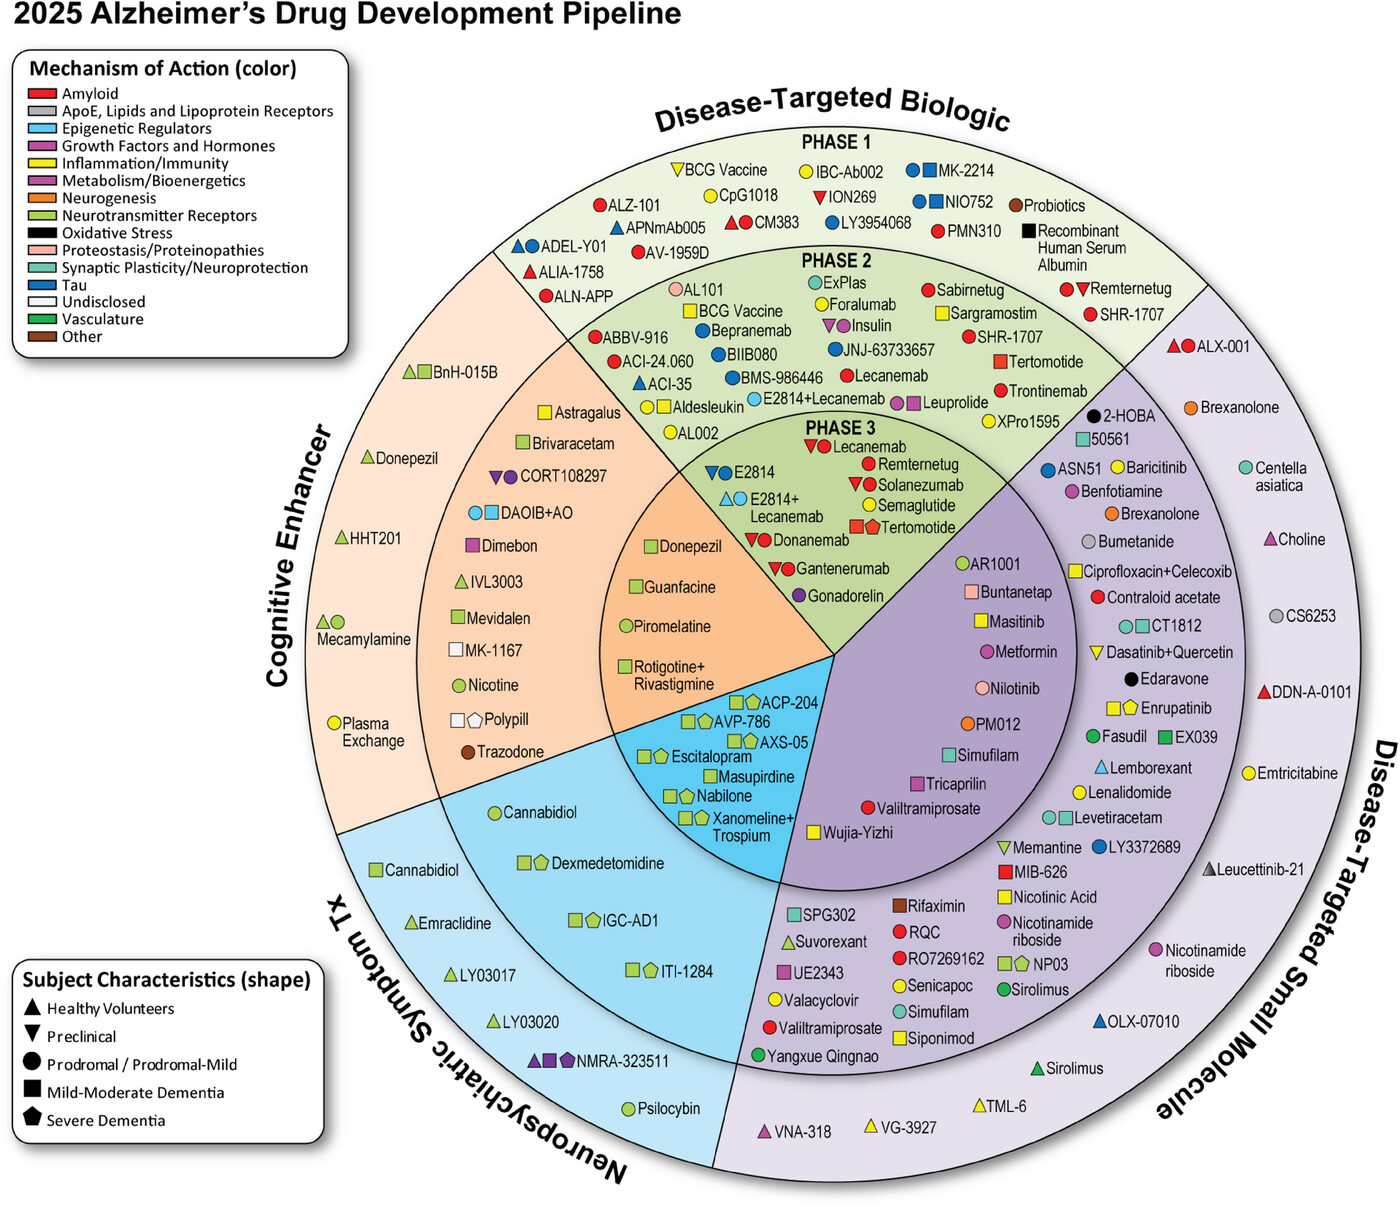 2025 Alzheimer's Drug Development Pipeline
Mechanism of Action (color)
Amyloid
ApoE, Lipids and Lipoprotein Receptors
Epigenetic Regulators
Growth Factors and Hormones
Inflammation/Immunity
Metabolism/Bioenergetics
Neurogenesis
Neurotransmitter Receptors
Oxidative Stress
Proteostasis/Proteinopathies
Synaptic Plasticity/Neuroprotection
Tau
Undisclosed
Vasculature
Other
Disease-Targeted Biologic
PHASE 1
BCG Vaccine
IBC-Ab002
MK-2214
CpG1018
ION269
NIO752
Probiotics
ALZ-101
APNmAb005
CM383
LY3954068
PMN310
Recombinant
Human Serum
Albumin
ADEL-Y01
AV-1959D
ALIA-1758
ALN-APP
Remternetug
SHR-1707
PHASE 2
AL101
ExPlas
Sabirnetug
BCG Vaccine
Foralumab
Sargramostim
Bepranemab
Insulin
ABBV-916
SHR-1707
BIIB080
JNJ-63733657
ACI-24.060
Tertomotide
BMS-986446
Lecanemab
ACI-35
Trontinemab
E2814+Lecanemab
Leuprolide
Aldesleukin
XPro1595
AL002
PHASE 3
Lecanemab
Remternetug
E2814
Solanezumab
E2814+
Lecanemab
Semaglutide
Tertomotide
Donanemab
Gantenerumab
Gonadorelin
Cognitive Enhancer
BnH-015B
Donepezil
HHT201
Mecamylamine
Plasma
Exchange
Astragalus
Brivaracetam
CORT108297
DAOIB+AO
Dimebon
IVL3003
Mevidalen
MK-1167
Nicotine
Polypill
Trazodone
Donepezil
Guanfacine
Piromelatine
Rotigotine+
Rivastigmine
Neuropsychiatric Symptom Tx
ACP-204
AVP-786
AXS-05
Escitalopram
Masupirdine
Nabilone
Xanomeline+
Trospium
Cannabidiol
Dexmedetomidine
IGC-AD1
ITI-1284
Cannabidiol
Emraclidine
LY03017
LY03020
NMRA-323511
Psilocybin
Disease-Targeted Small Molecule
AR1001
Buntanetap
Masitinib
Metformin
Nilotinib
PM012
Simufilam
Tricaprilin
Valiltramiprosate
Wujia-Yizhi
2-HOBA
50561
ASN51
Baricitinib
Benfotiamine
Brexanolone
Bumetanide
Ciprofloxacin+Celecoxib
Contraloid acetate
CT1812
Dasatinib+Quercetin
Edaravone
Enrupatinib
Fasudil
EX039
Lemborexant
Lenalidomide
Levetiracetam
Memantine
LY3372689
MIB-626
Nicotinic Acid
Nicotinamide
riboside
NP03
Sirolimus
Rifaximin
RQC
RO7269162
Senicapoc
Simufilam
Siponimod
SPG302
Suvorexant
UE2343
Valacyclovir
Valiltramiprosate
Yangxue Qingnao
ALX-001
Brexanolone
Centella
asiatica
Choline
CS6253
DDN-A-0101
Emtricitabine
Leucettinib-21
Nicotinamide
riboside
OLX-07010
Sirolimus
TML-6
VG-3927
VNA-318
Subject Characteristics (shape)
Healthy Volunteers
Preclinical
Prodromal / Prodromal-Mild
Mild-Moderate Dementia
Severe Dementia